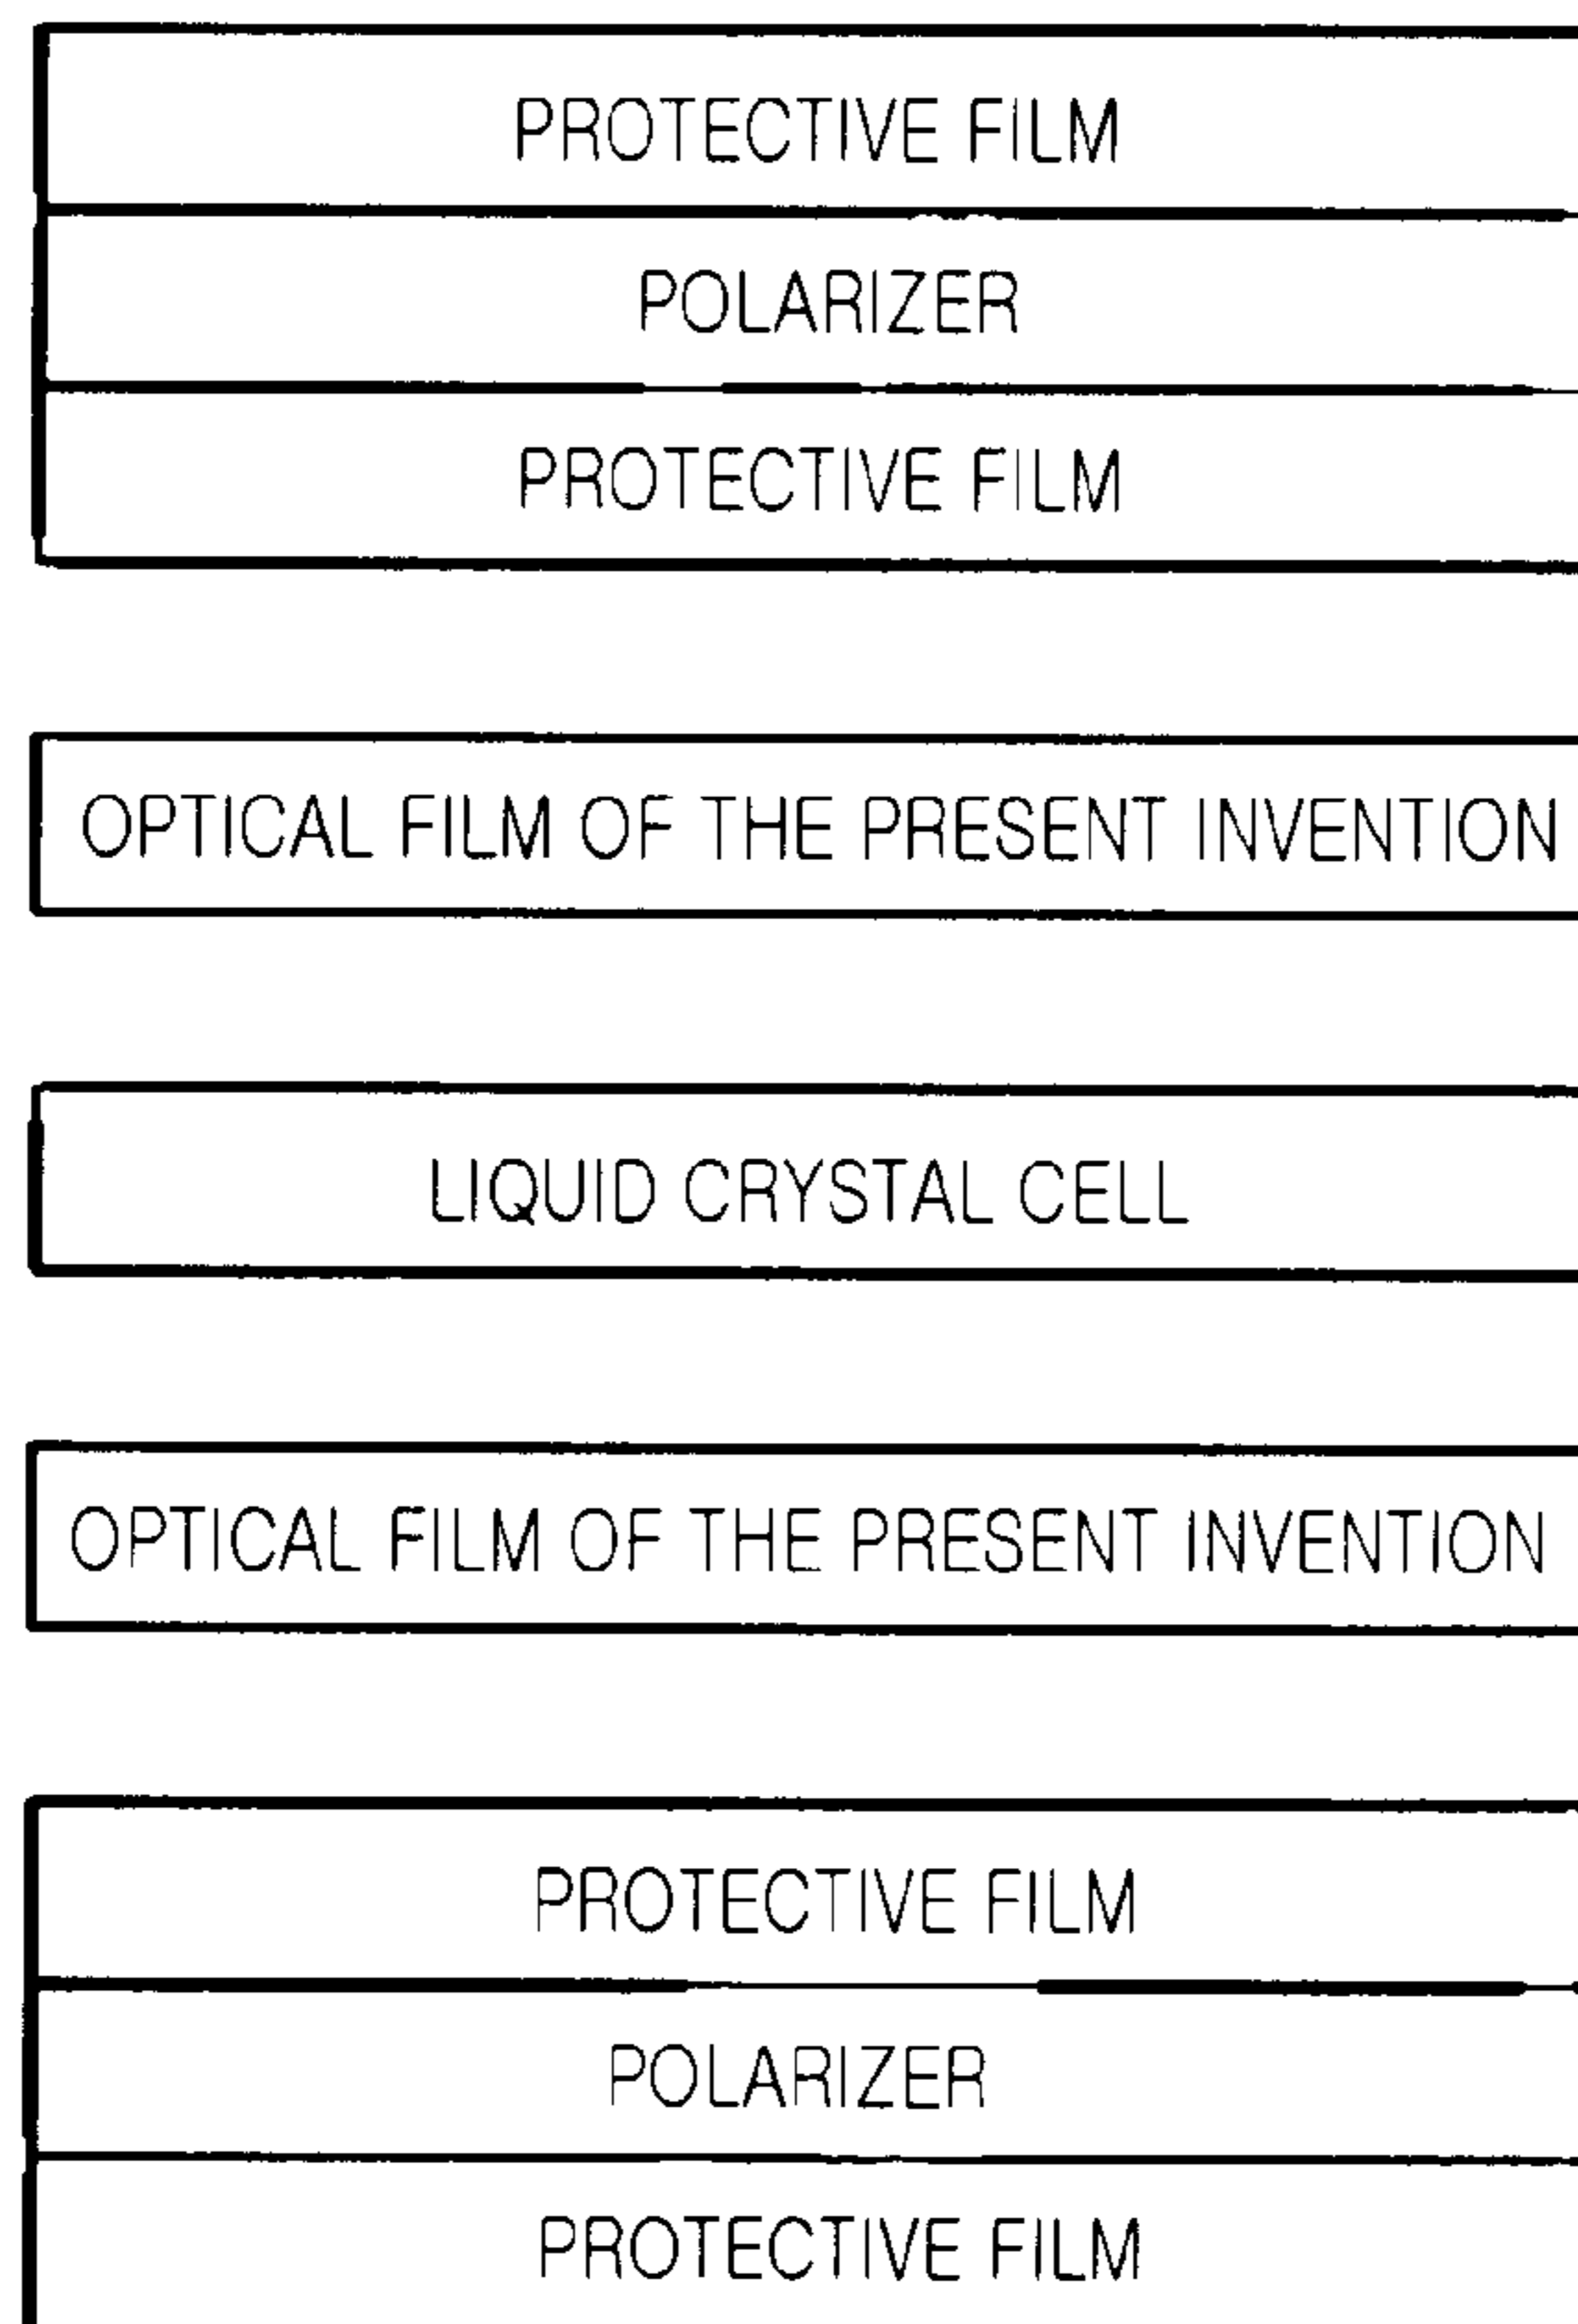 PROTECTIVE FILM
POLARIZER
PROTECTIVE FILM
OPTICAL FILM OF THE PRESENT INVENTION
LIQUID CRYSTAL CELL
OPTICAL FILM OF THE PRESENT INVENTION
PROTECTIVE FILM
POLARIZER
PROTECTIVE FILM